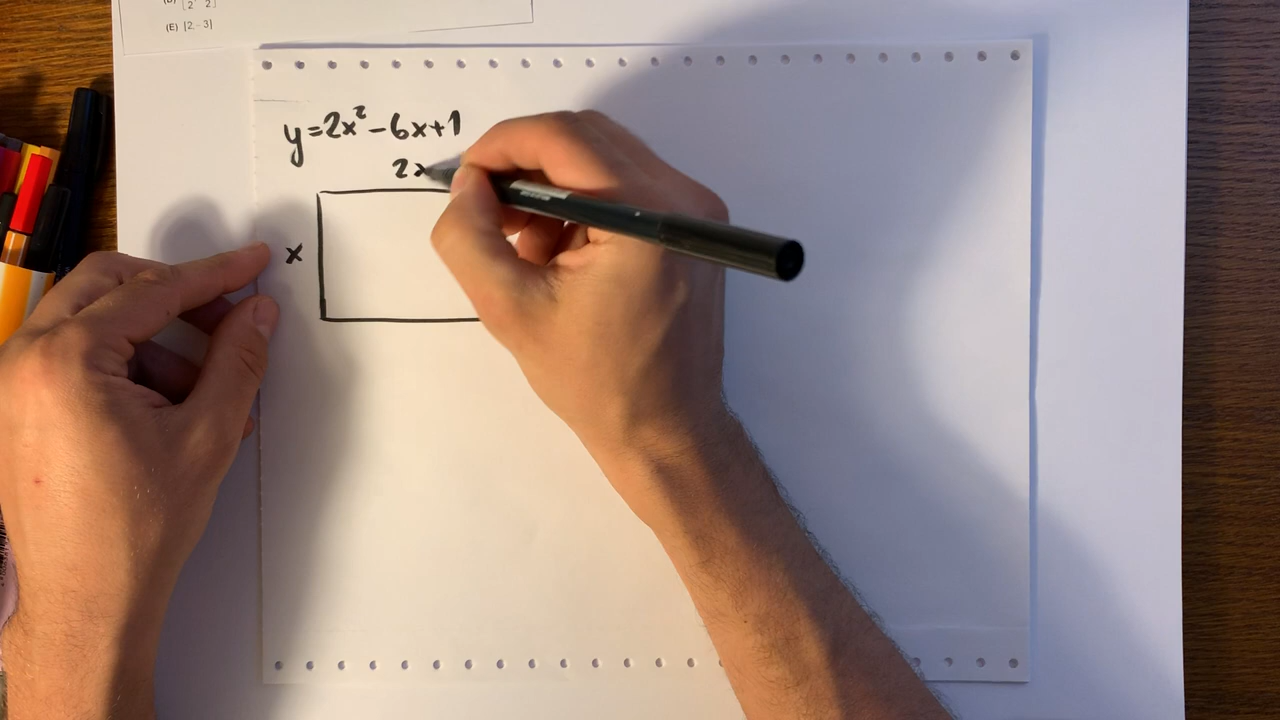 (E) [2,-3]
y=2x²-6x+1
2x
x